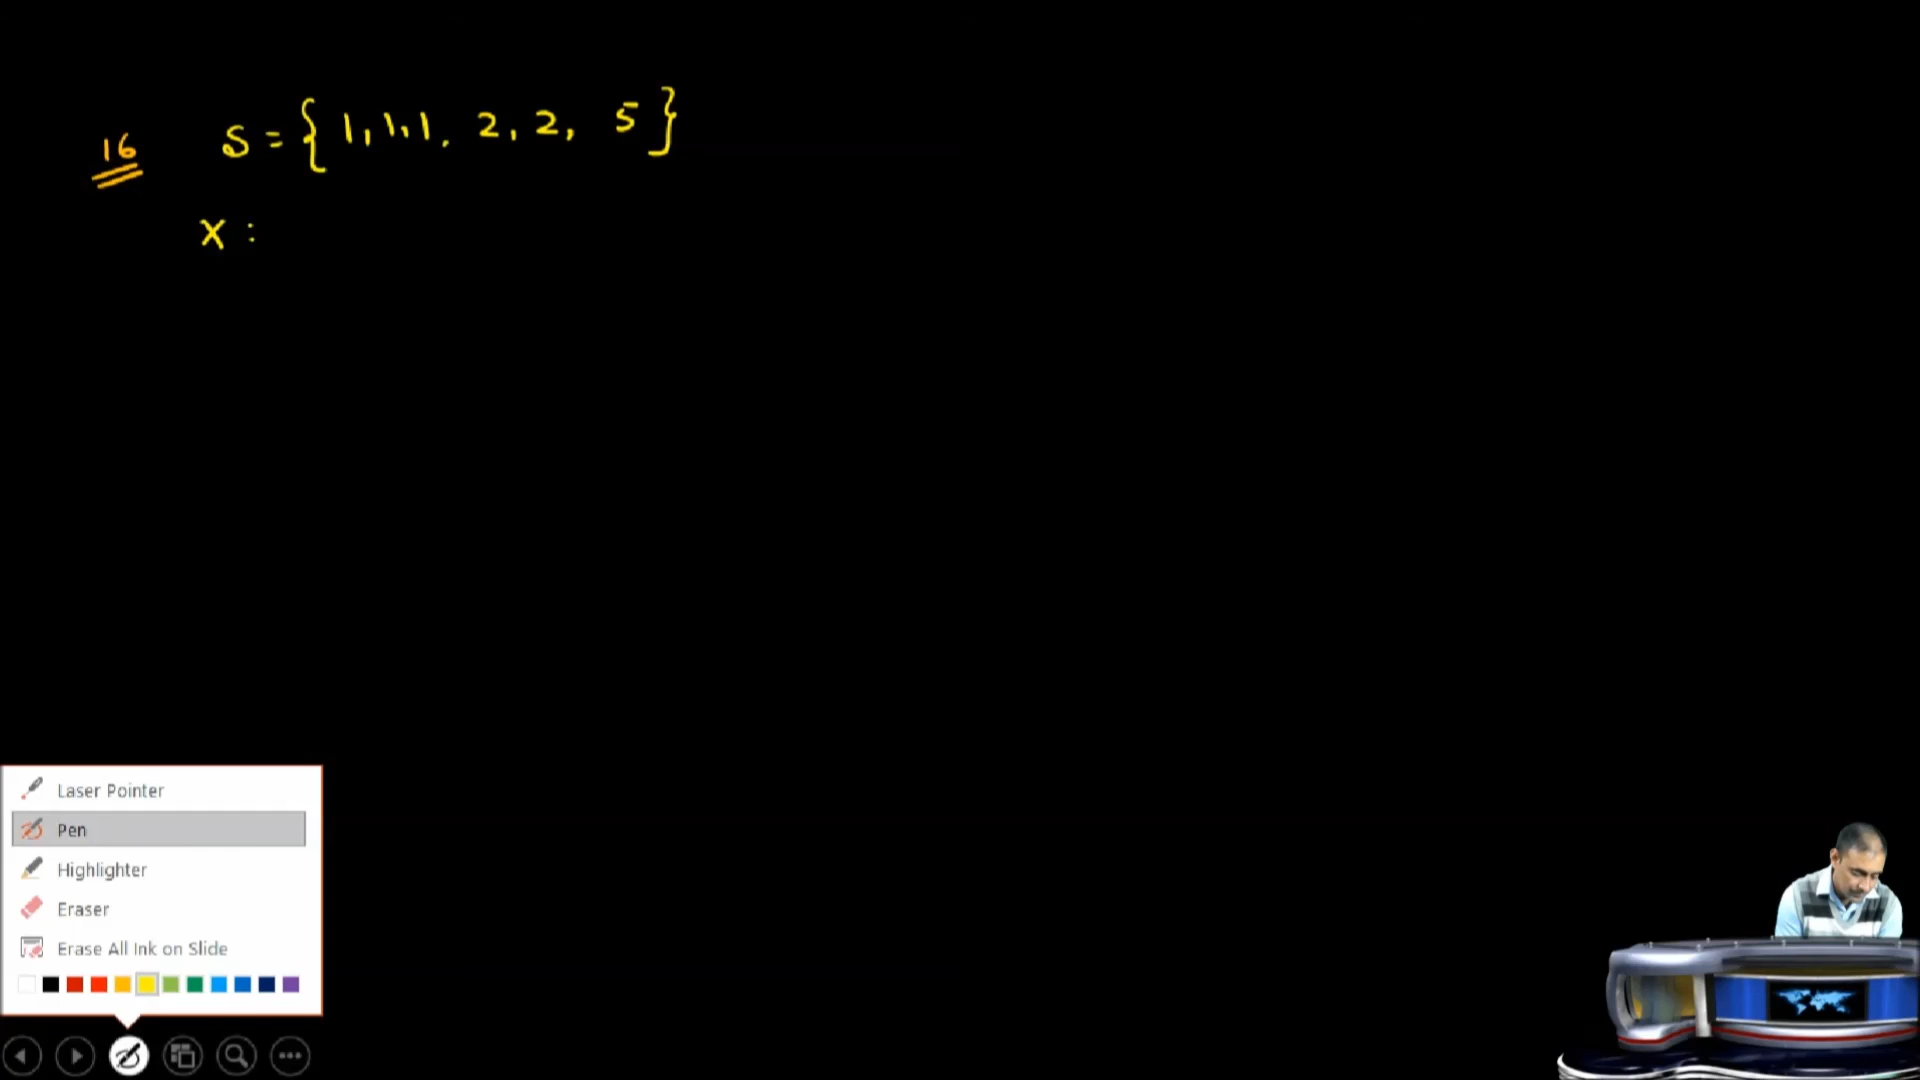 16 S = { 1, 1, 1, 2, 2, 5 }
X :
Laser Pointer
Pen
Highlighter
Eraser
Erase All Ink on Slide